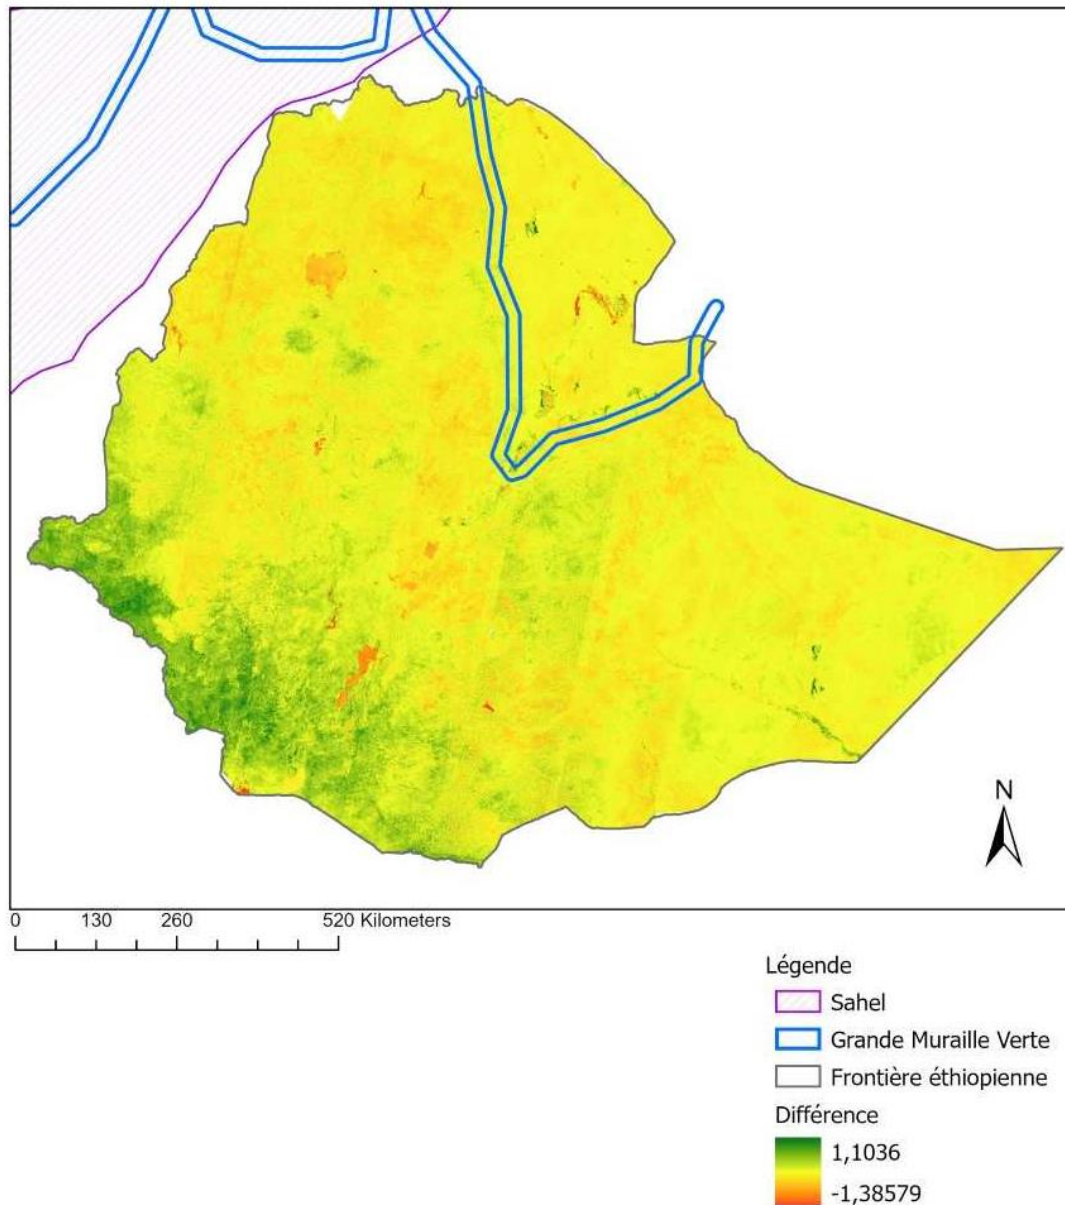 N
0 130 260 520 Kilometers
Légende
Sahel
Grande Muraille Verte
Frontière éthiopienne
Différence
1,1036
-1,38579